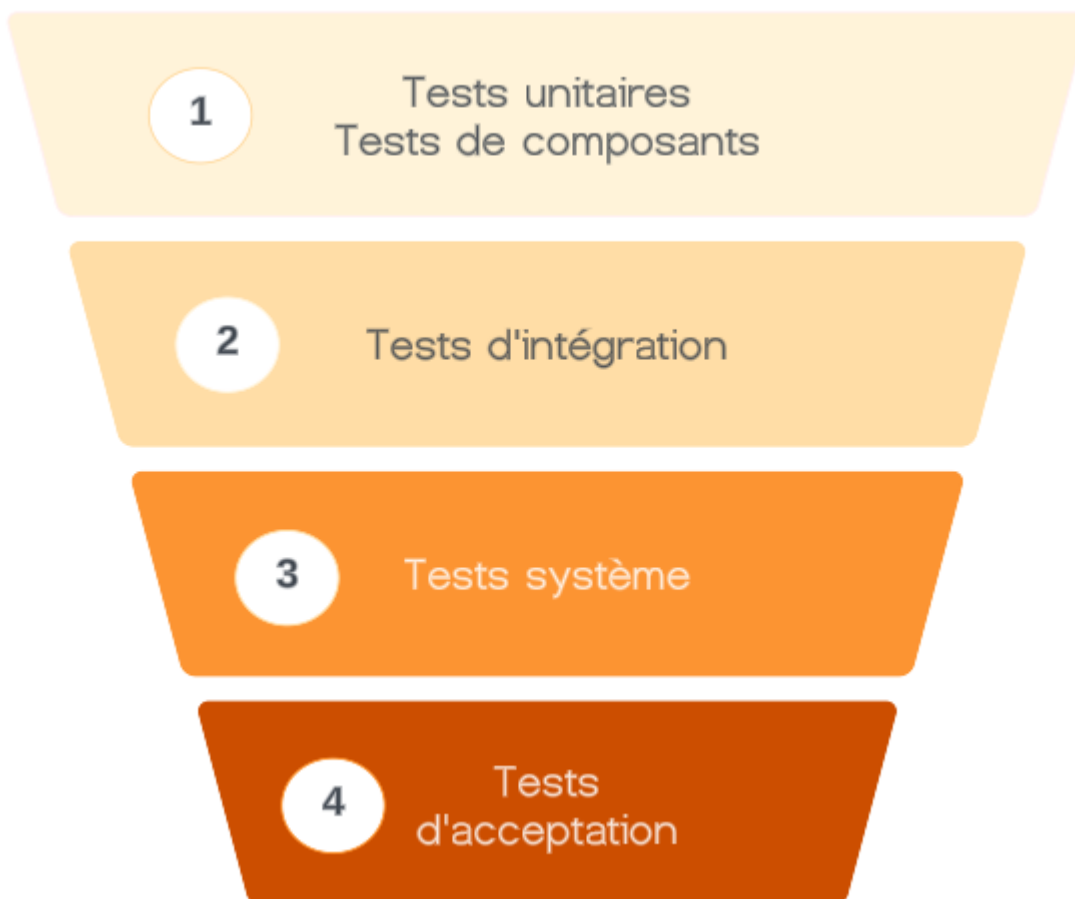 1
Tests unitaires
Tests de composants
2
Tests d'intégration
3
Tests système
4
Tests
d'acceptation